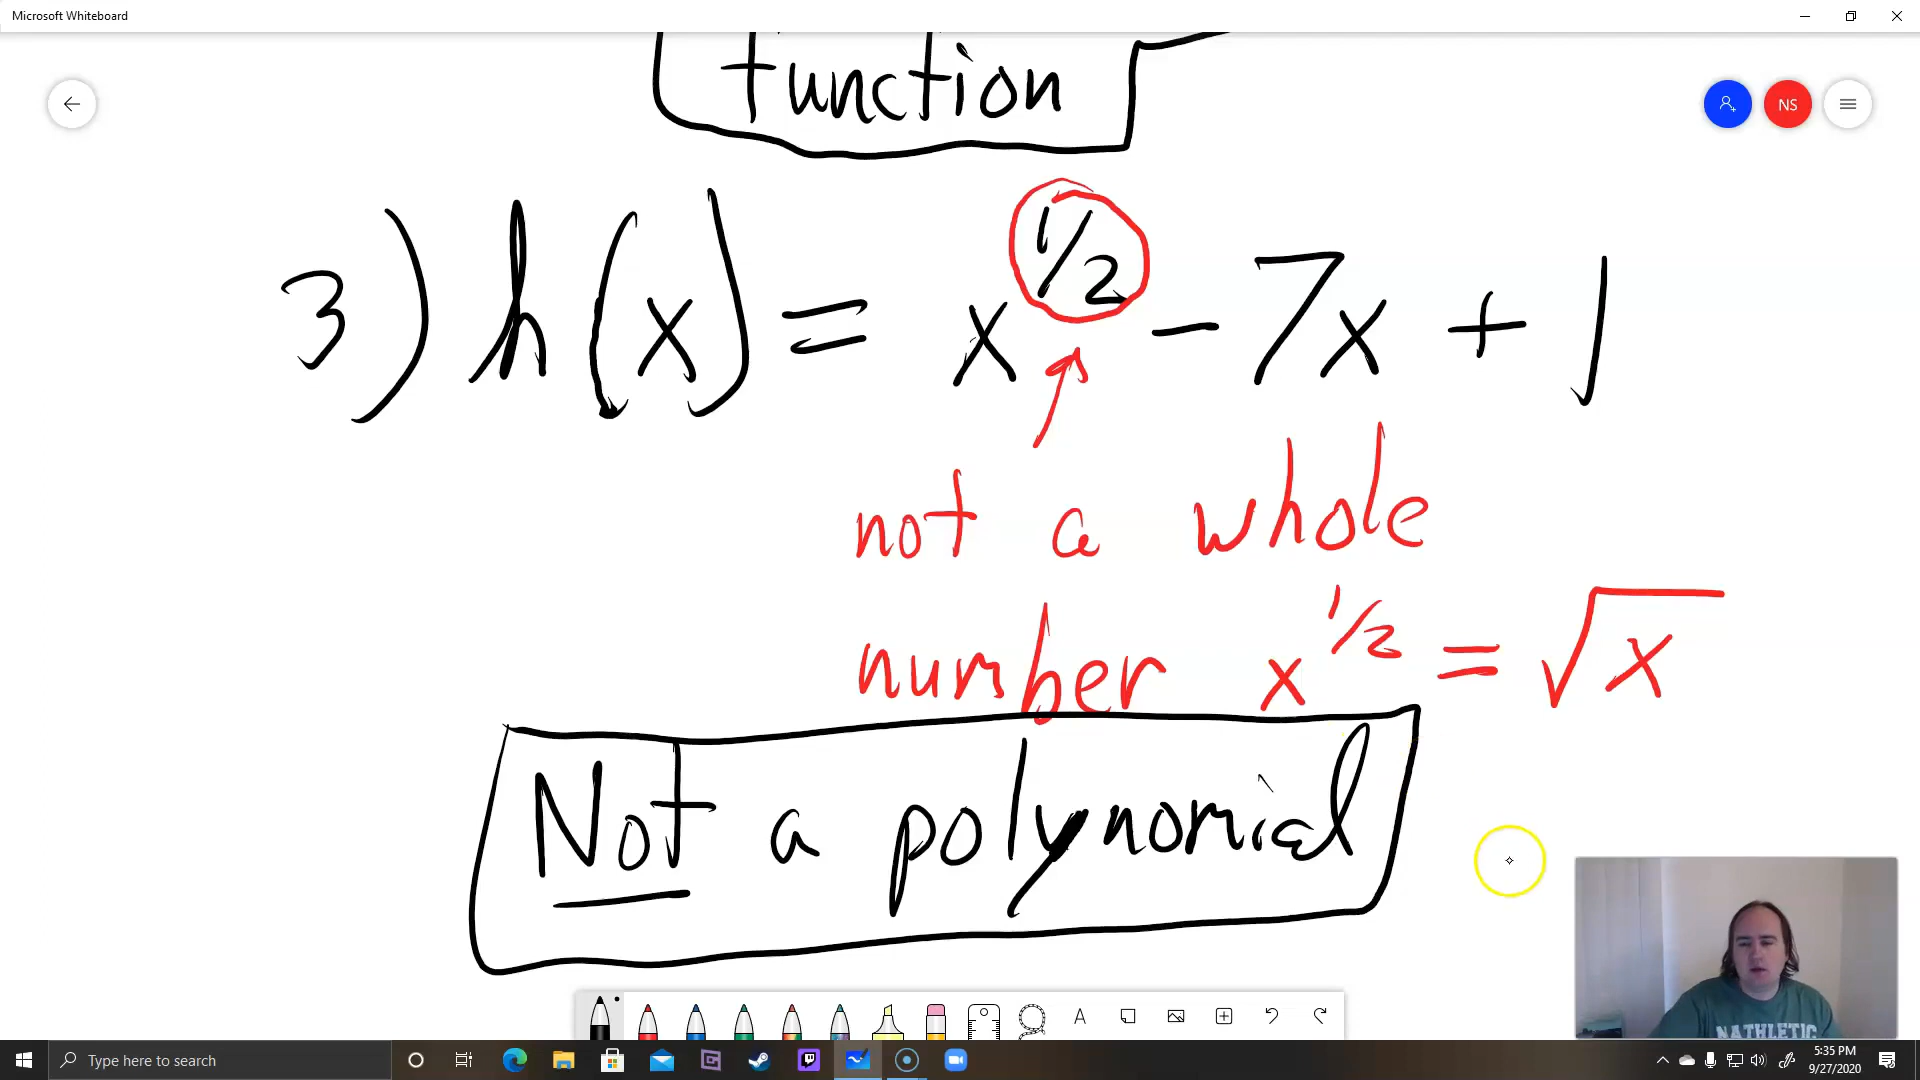 Microsoft Whiteboard
function
NS
3) h(x) = x^1/2 - 7x + 1
not a whole
number x^1/2 = √x
Not a polynomial
NATHLETIC
A
Type here to search
5:35 PM
9/27/2020